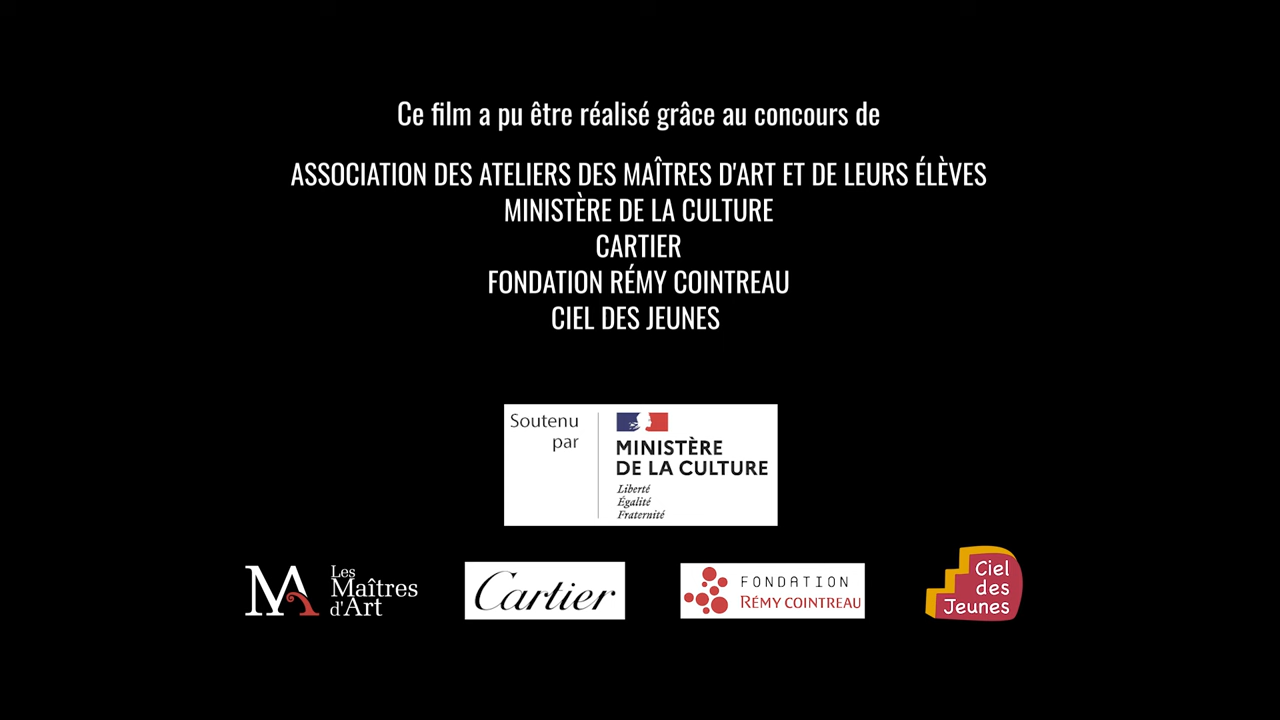 Ce film a pu être réalisé grâce au concours de
ASSOCIATION DES ATELIERS DES MAÎTRES D'ART ET DE LEURS ÉLÈVES
MINISTÈRE DE LA CULTURE
CARTIER
FONDATION RÉMY COINTREAU
CIEL DES JEUNES
Soutenu
par
MINISTÈRE
DE LA CULTURE
Liberté
Égalité
Fraternité
MA
Les
Maîtres
d'Art
Cartier
FONDATION
RÉMY COINTREAU
Ciel
des
Jeunes